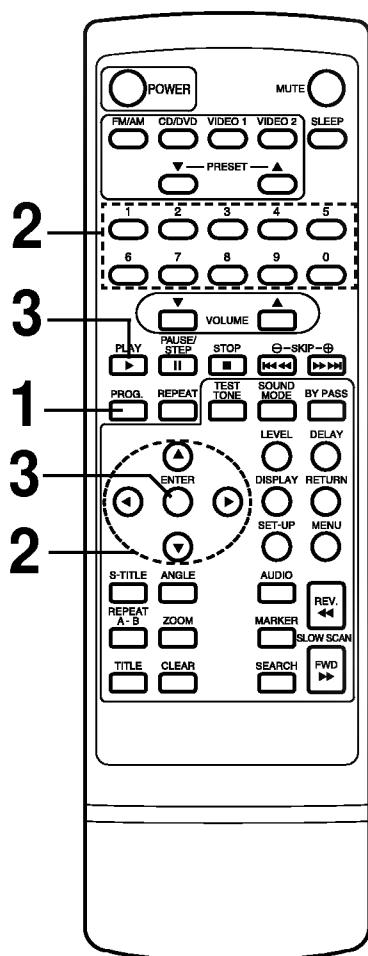 POWER MUTE
FM/AM CD/DVD VIDEO 1 VIDEO 2 SLEEP
▼ PRESET ▲
1 2 3 4 5
2
6 7 8 9 0
▼ VOLUME ▲
3
PLAY PAUSE/STEP STOP ⊖-SKIP-⊕
1
PROG. REPEAT TEST TONE SOUND MODE BY PASS
LEVEL DELAY
3
ENTER DISPLAY RETURN
2
SET-UP MENU
S-TITLE ANGLE AUDIO REV.
REPEAT A-B ZOOM MARKER SLOW SCAN
TITLE CLEAR SEARCH FWD